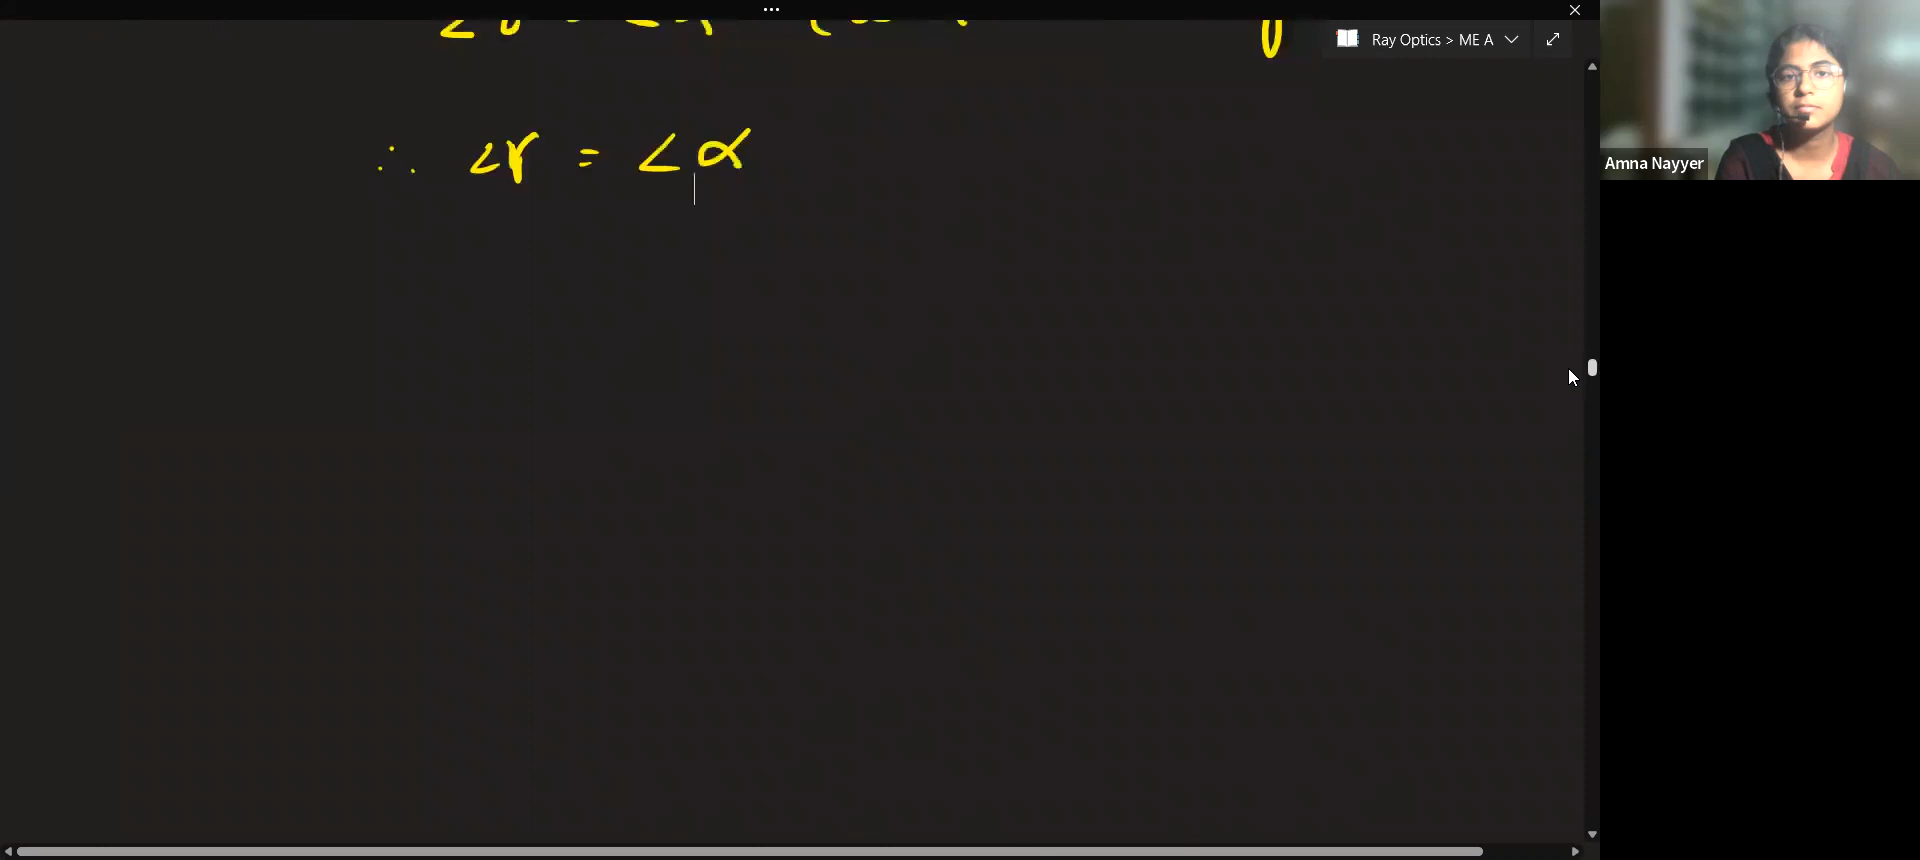 Ray Optics > ME A
∴ ∠r = ∠α
Amna Nayyer